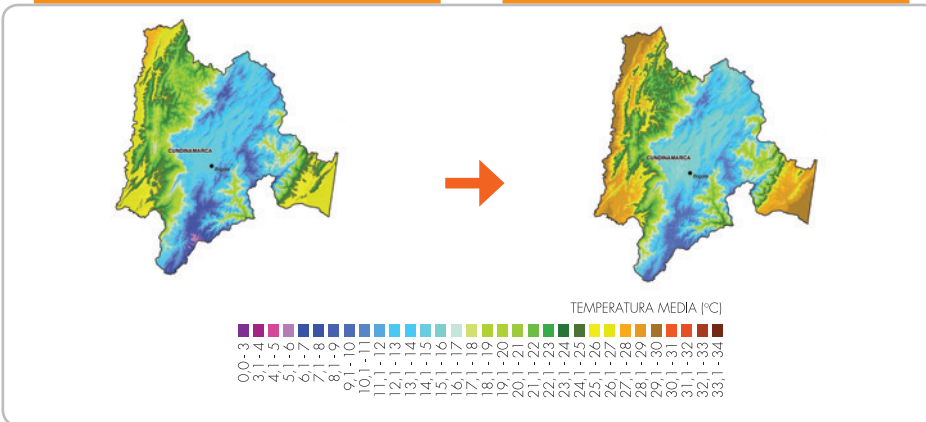 CUNDINAMARCA
Bogotá
CUNDINAMARCA
Bogotá
TEMPERATURA MEDIA (°C)
0,0 - 3
3,1 - 4
4,1 - 5
5,1 - 6
6,1 - 7
7,1 - 8
8,1 - 9
9,1 - 10
10,1 - 11
11,1 - 12
12,1 - 13
13,1 - 14
14,1 - 15
15,1 - 16
16,1 - 17
17,1 - 18
18,1 - 19
19,1 - 20
20,1 - 21
21,1 - 22
22,1 - 23
23,1 - 24
24,1 - 25
25,1 - 26
26,1 - 27
27,1 - 28
28,1 - 29
29,1 - 30
30,1 - 31
31,1 - 32
32,1 - 33
33,1 - 34